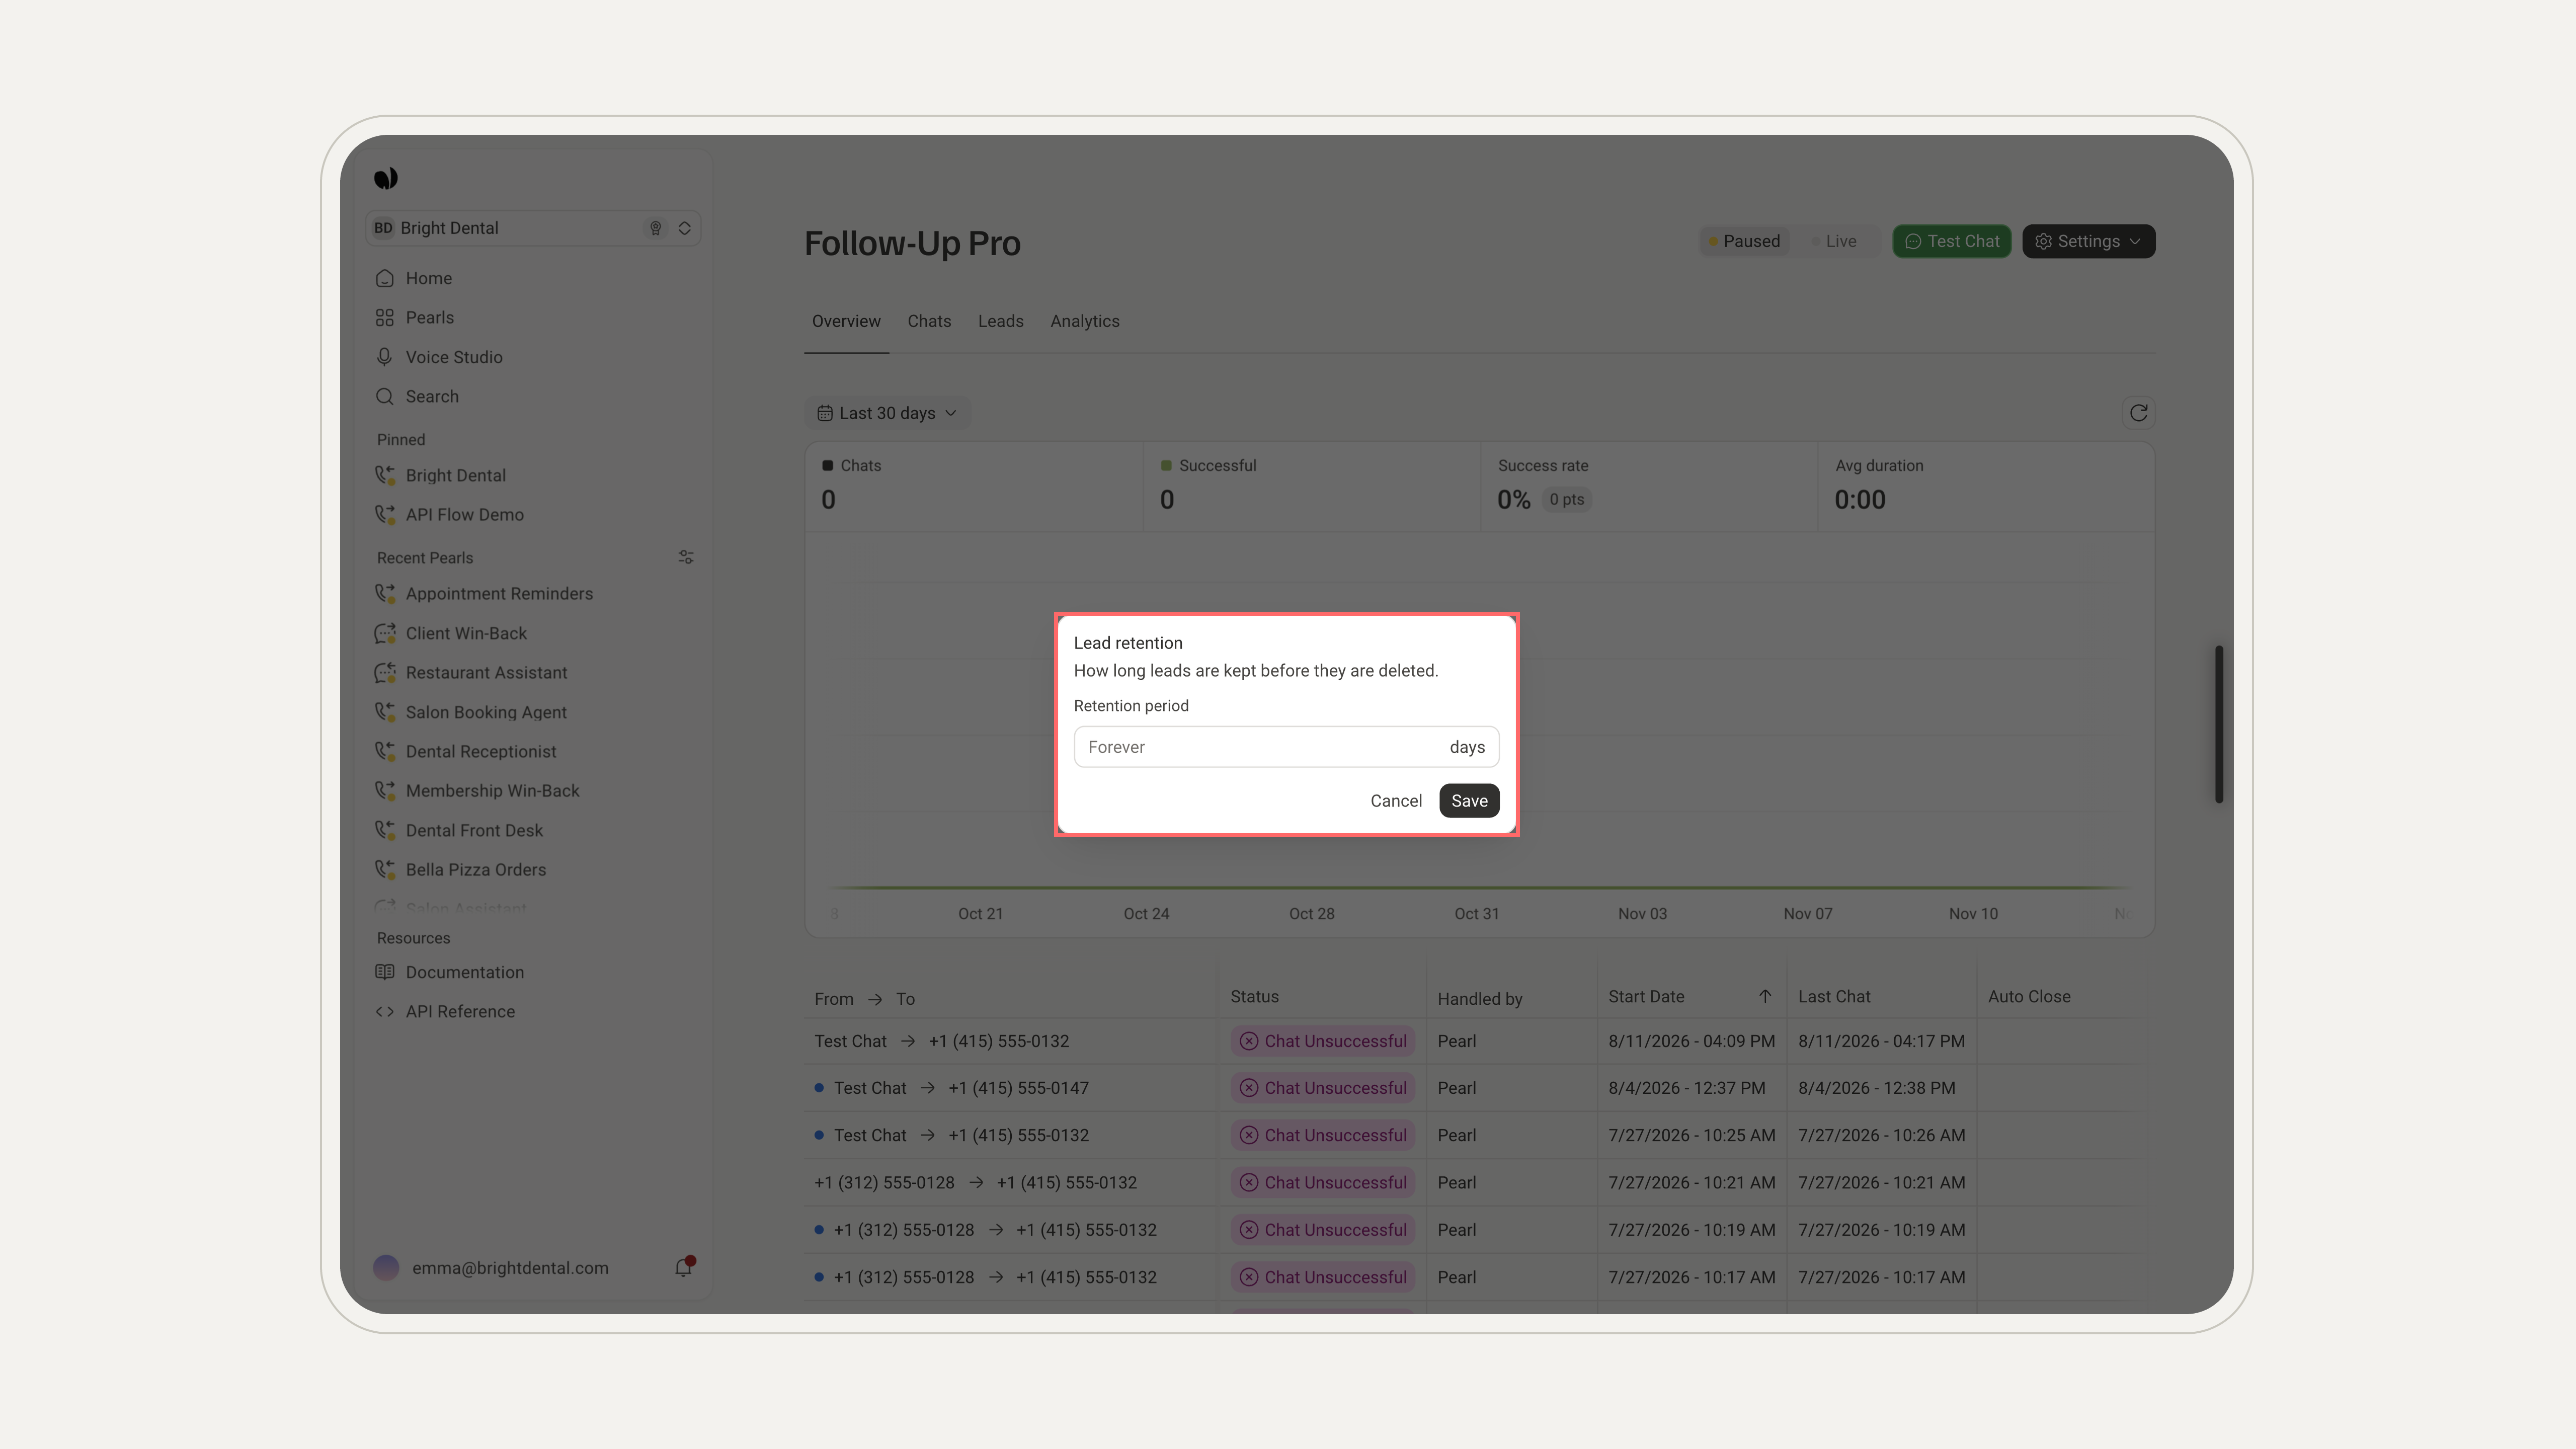 BD Bright Dental
Home
Pearls
Voice Studio
Search
Pinned
Bright Dental
API Flow Demo
Recent Pearls
Appointment Reminders
Client Win-Back
Restaurant Assistant
Salon Booking Agent
Dental Receptionist
Membership Win-Back
Dental Front Desk
Bella Pizza Orders
Salon Assistant
Resources
Documentation
API Reference
emma@brightdental.com
Follow-Up Pro
Paused Live Test Chat Settings
Overview Chats Leads Analytics
Last 30 days
Chats Successful Success rate Avg duration
0 0 0% 0 pts 0:00
Lead retention
How long leads are kept before they are deleted.
Retention period
Forever days
Cancel Save
8 Oct 21 Oct 24 Oct 28 Oct 31 Nov 03 Nov 07 Nov 10
From → To Status Handled by Start Date ↑ Last Chat Auto Close
Test Chat → +1 (415) 555-0132 Chat Unsuccessful Pearl 8/11/2026 - 04:09 PM 8/11/2026 - 04:17 PM
Test Chat → +1 (415) 555-0147 Chat Unsuccessful Pearl 8/4/2026 - 12:37 PM 8/4/2026 - 12:38 PM
Test Chat → +1 (415) 555-0132 Chat Unsuccessful Pearl 7/27/2026 - 10:25 AM 7/27/2026 - 10:26 AM
+1 (312) 555-0128 → +1 (415) 555-0132 Chat Unsuccessful Pearl 7/27/2026 - 10:21 AM 7/27/2026 - 10:21 AM
+1 (312) 555-0128 → +1 (415) 555-0132 Chat Unsuccessful Pearl 7/27/2026 - 10:19 AM 7/27/2026 - 10:19 AM
+1 (312) 555-0128 → +1 (415) 555-0132 Chat Unsuccessful Pearl 7/27/2026 - 10:17 AM 7/27/2026 - 10:17 AM